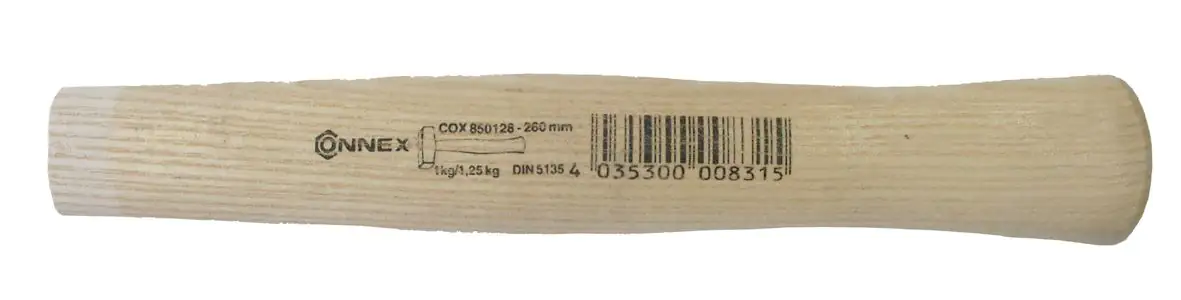 CONNEX
COX 850128 - 260 mm
1kg/1,25 kg DIN 5135
4 035300 008315